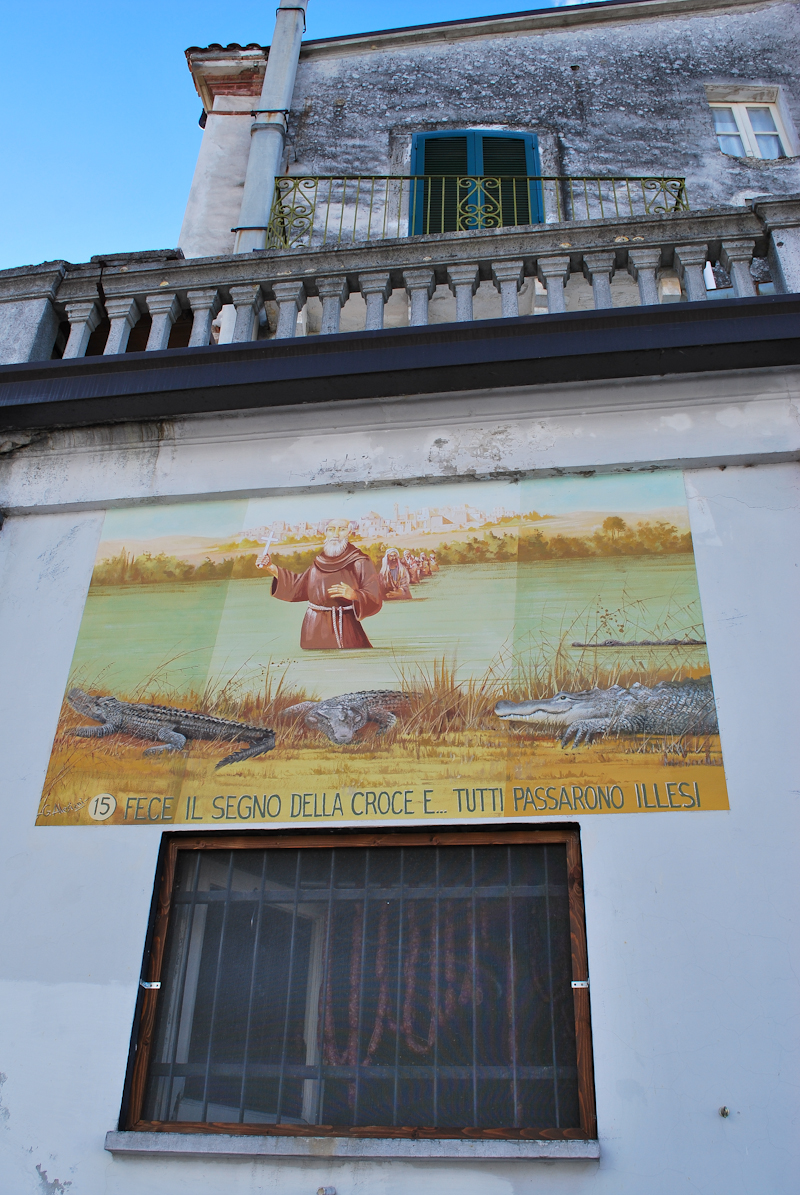 15 FECE IL SEGNO DELLA CROCE E... TUTTI PASSARONO ILLESI